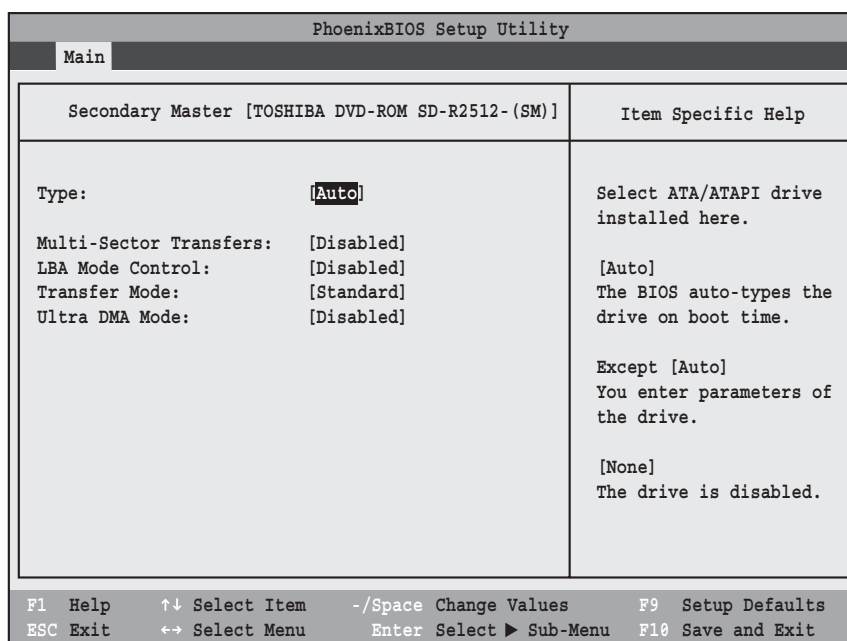 PhoenixBIOS Setup Utility
Main
Secondary Master [TOSHIBA DVD-ROM SD-R2512-(SM)]
Item Specific Help
Type: [Auto]
Multi-Sector Transfers: [Disabled]
LBA Mode Control: [Disabled]
Transfer Mode: [Standard]
Ultra DMA Mode: [Disabled]
Select ATA/ATAPI drive
installed here.
[Auto]
The BIOS auto-types the
drive on boot time.
Except [Auto]
You enter parameters of
the drive.
[None]
The drive is disabled.
F1 Help ↑↓ Select Item -/Space Change Values F9 Setup Defaults
ESC Exit ←→ Select Menu Enter Select ▶ Sub-Menu F10 Save and Exit